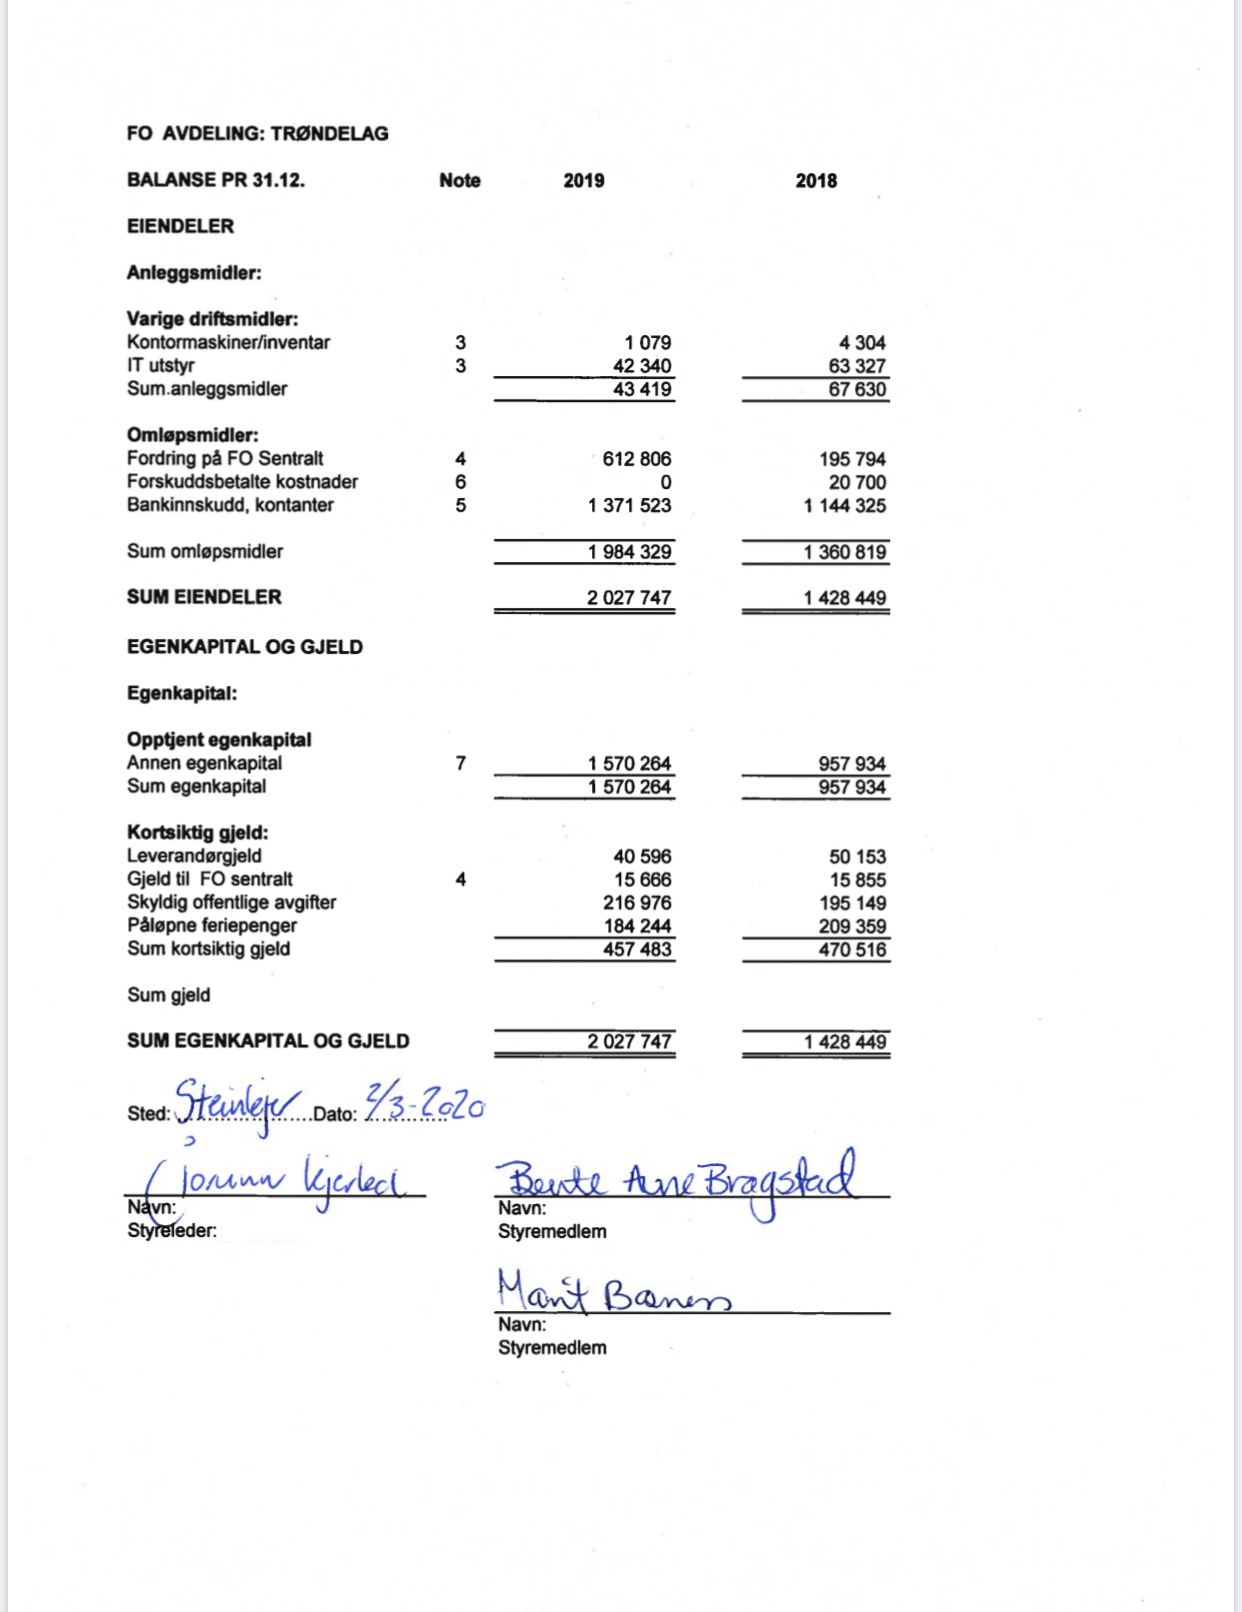 FO AVDELING: TRØNDELAG
BALANSE PR 31.12. Note 2019 2018
EIENDELER
Anleggsmidler:
Varige driftsmidler:
Kontormaskiner/inventar 3 1 079 4 304
IT utstyr 3 42 340 63 327
Sum.anleggsmidler 43 419 67 630
Omløpsmidler:
Fordring på FO Sentralt 4 612 806 195 794
Forskuddsbetalte kostnader 6 0 20 700
Bankinnskudd, kontanter 5 1 371 523 1 144 325
Sum omløpsmidler 1 984 329 1 360 819
SUM EIENDELER 2 027 747 1 428 449
EGENKAPITAL OG GJELD
Egenkapital:
Opptjent egenkapital
Annen egenkapital 7 1 570 264 957 934
Sum egenkapital 1 570 264 957 934
Kortsiktig gjeld:
Leverandørgjeld 40 596 50 153
Gjeld til FO sentralt 4 15 666 15 855
Skyldig offentlige avgifter 216 976 195 149
Påløpne feriepenger 184 244 209 359
Sum kortsiktig gjeld 457 483 470 516
Sum gjeld
SUM EGENKAPITAL OG GJELD 2 027 747 1 428 449
Sted: Steinkjer Dato: 2/3-2020
Jorunn Bente Arne Bragstad
Navn: Navn:
Styreleder: Styremedlem
Marit
Navn:
Styremedlem